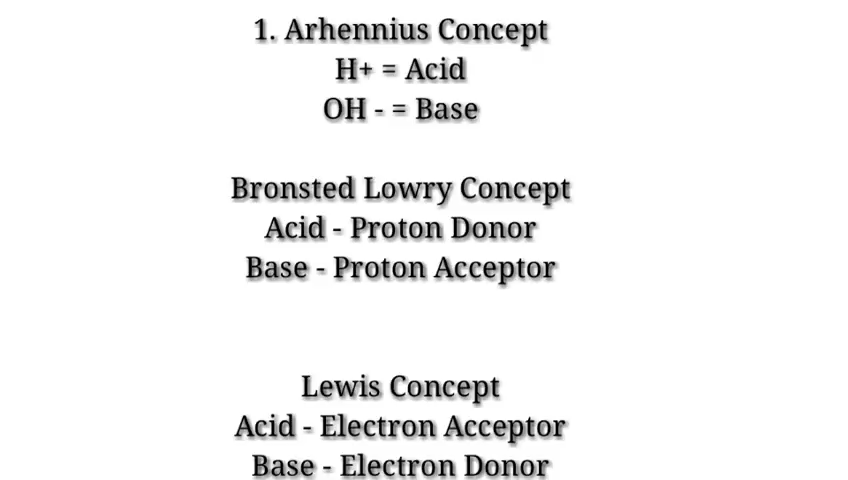 1. Arhennius Concept
H+ = Acid
OH - = Base
Bronsted Lowry Concept
Acid - Proton Donor
Base - Proton Acceptor
Lewis Concept
Acid - Electron Acceptor
Base - Electron Donor